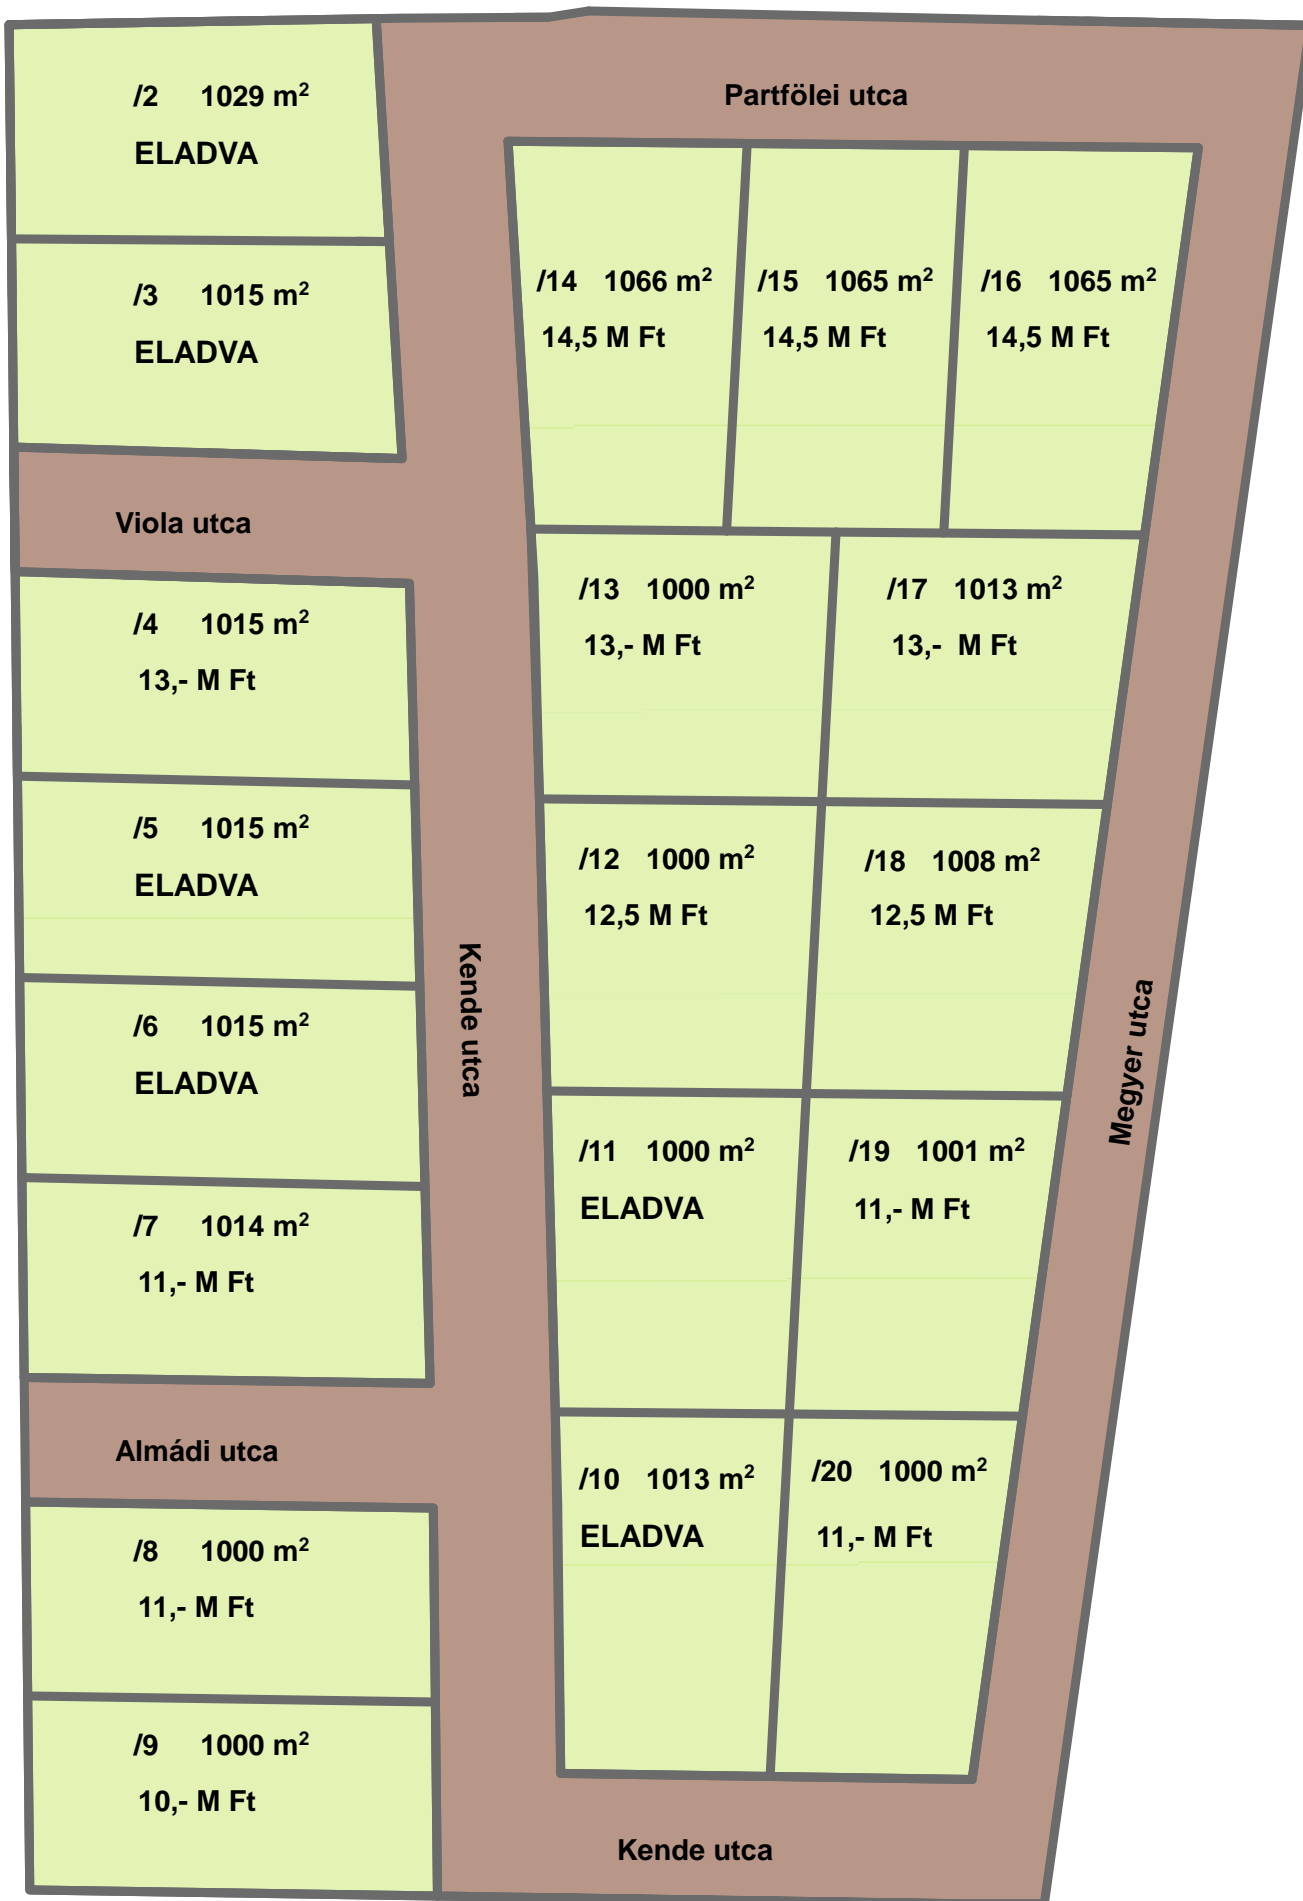 /2 1029 m²
ELADVA
/3 1015 m²
ELADVA
Viola utca
/4 1015 m²
13,- M Ft
/5 1015 m²
ELADVA
/6 1015 m²
ELADVA
/7 1014 m²
11,- M Ft
Almádi utca
/8 1000 m²
11,- M Ft
/9 1000 m²
10,- M Ft
Partfölei utca
Kende utca
/14 1066 m²
14,5 M Ft
/15 1065 m²
14,5 M Ft
/16 1065 m²
14,5 M Ft
/13 1000 m²
13,- M Ft
/17 1013 m²
13,- M Ft
/12 1000 m²
12,5 M Ft
/18 1008 m²
12,5 M Ft
/11 1000 m²
ELADVA
/19 1001 m²
11,- M Ft
/10 1013 m²
ELADVA
/20 1000 m²
11,- M Ft
Megyer utca
Kende utca